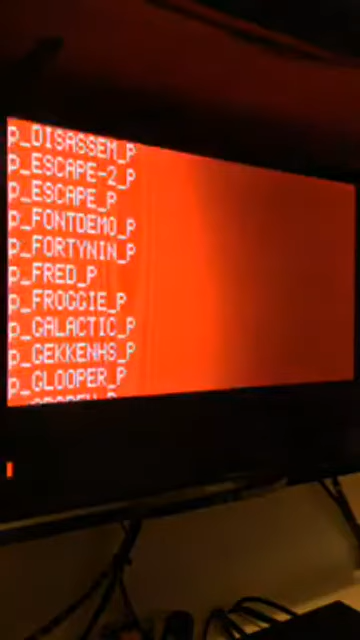 p_DISASSEM_P
p_ESCAPE-2_P
p_ESCAPE_P
p_FONTDEMO_P
p_FORTYNIN_P
p_FRED_P
p_FROGGIE_P
p_GALACTIC_P
p_GEKKENHS_P
p_GLOOPER_P